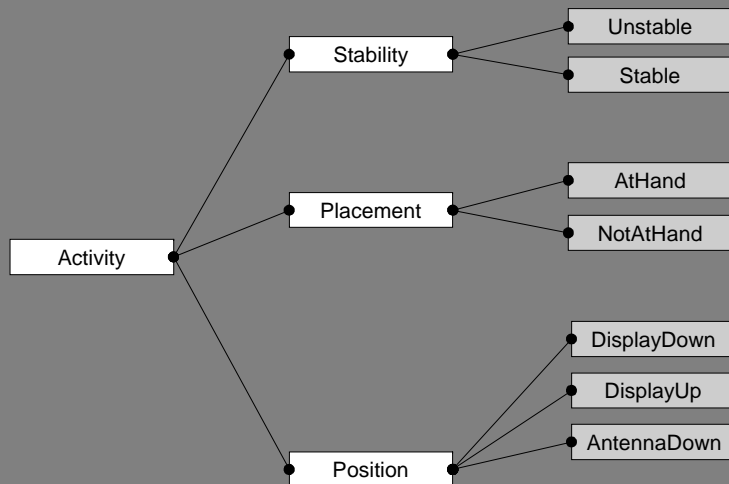 Unstable
Stability
Stable
AtHand
Placement
NotAtHand
Activity
DisplayDown
DisplayUp
AntennaDown
Position